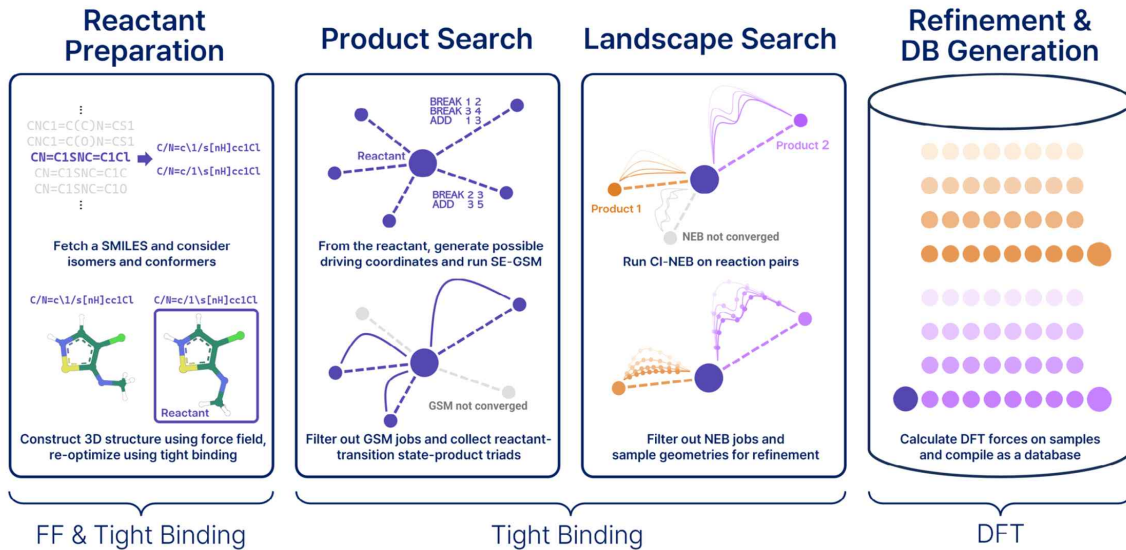 Reactant
Preparation
⋮
CNC1=C(C)N=CS1
CNC1=C(O)N=CS1
CN=C1SNC=C1Cl
CN=C1SNC=C1C
CN=C1SNC=C1O
⋮
C/N=c\1/s[nH]cc1Cl
C/N=c/1\s[nH]cc1Cl
Fetch a SMILES and consider
isomers and conformers
C/N=c\1/s[nH]cc1Cl
C/N=c/1\s[nH]cc1Cl
Reactant
Construct 3D structure using force field,
re-optimize using tight binding
FF & Tight Binding
Product Search
BREAK 1 2
BREAK 3 4
ADD 1 3
Reactant
BREAK 2 3
ADD 3 5
From the reactant, generate possible
driving coordinates and run SE-GSM
GSM not converged
Filter out GSM jobs and collect reactant-
transition state-product triads
Landscape Search
Product 2
Product 1
NEB not converged
Run CI-NEB on reaction pairs
Filter out NEB jobs and
sample geometries for refinement
Tight Binding
Refinement &
DB Generation
Calculate DFT forces on samples
and compile as a database
DFT